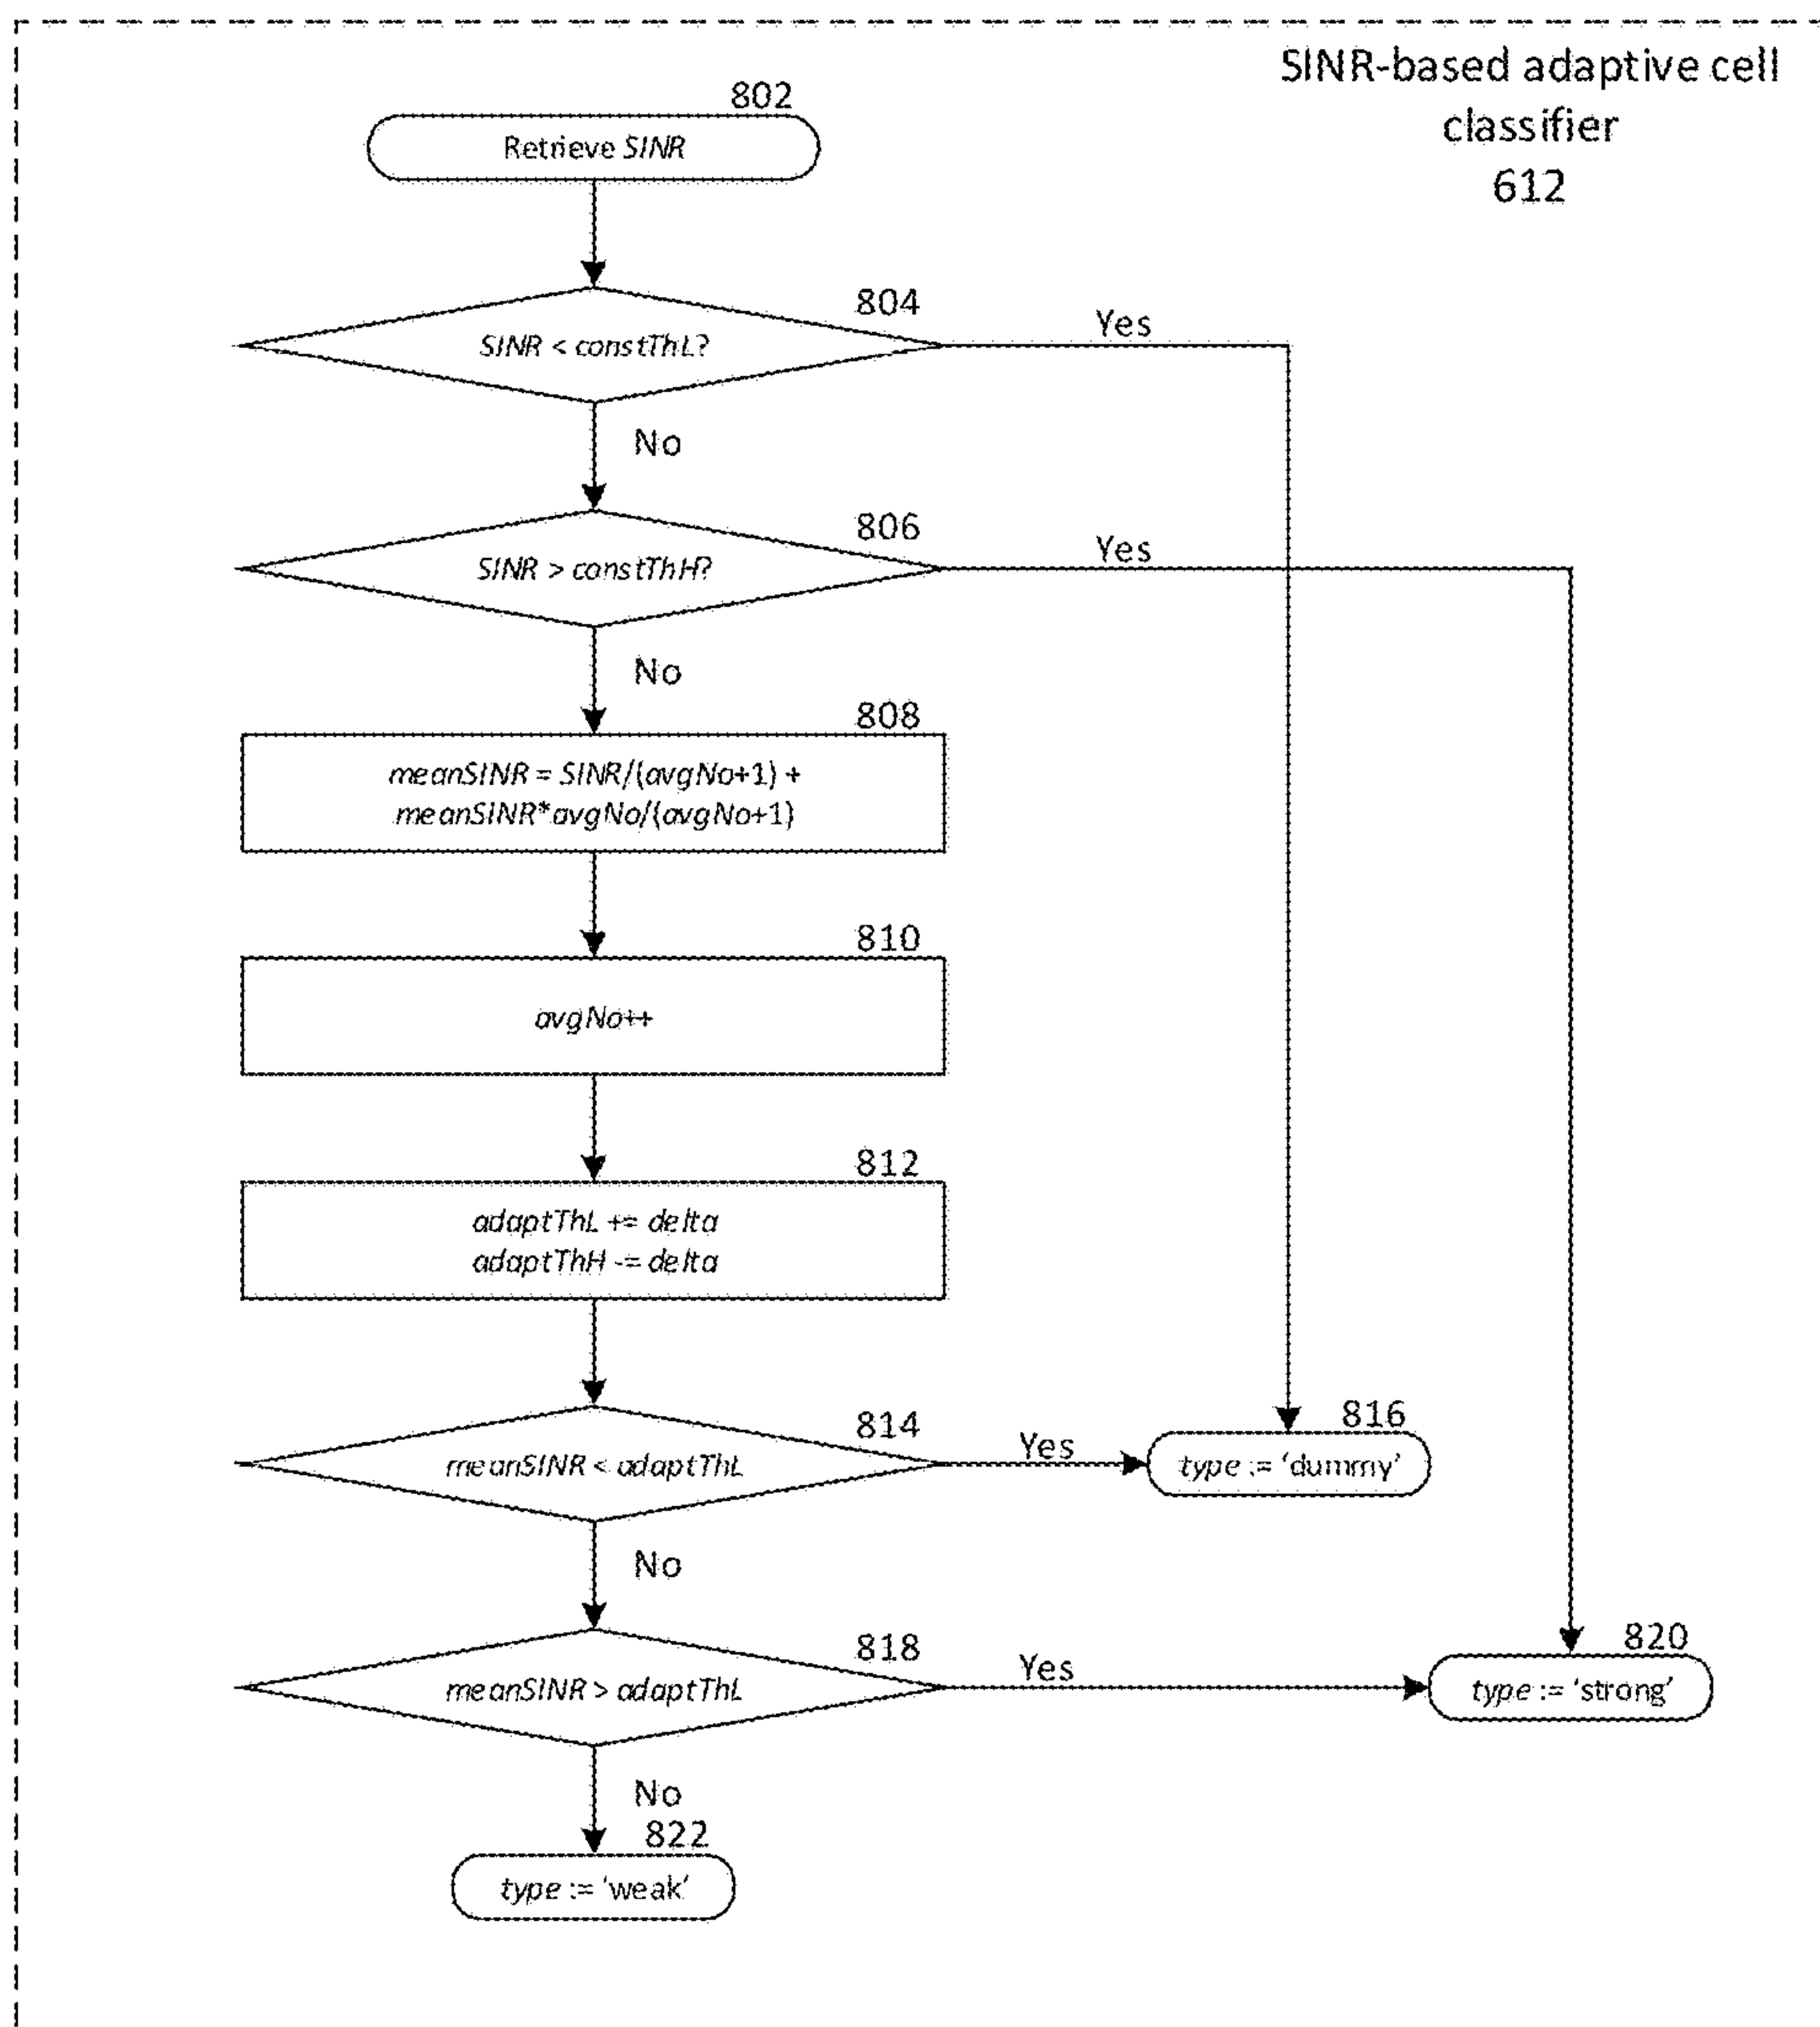 SINR-based adaptive cell
classifier
612
802
Retrieve SINR
804
SINR < constThL?
Yes
No
806
SINR > constThH?
Yes
No
808
meanSINR = SINR/(avgNo+1) +
meanSINR*avgNo/(avgNo+1)
810
avgNo++
812
adaptThL += delta
adaptThH -= delta
814
meanSINR < adaptThL
Yes
816
type := ‘dummy’
No
818
meanSINR > adaptThL
Yes
820
type := ‘strong’
No
822
type := ‘weak’